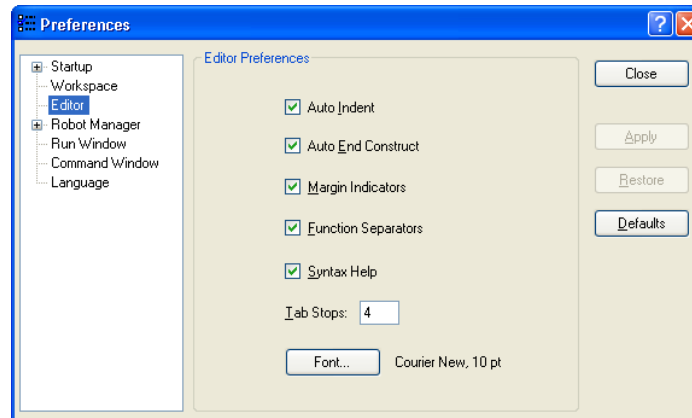 Preferences
?
Startup
Workspace
Editor
Robot Manager
Run Window
Command Window
Language
Editor Preferences
Auto Indent
Auto End Construct
Margin Indicators
Function Separators
Syntax Help
Tab Stops: 4
Font... Courier New, 10 pt
Close
Apply
Restore
Defaults